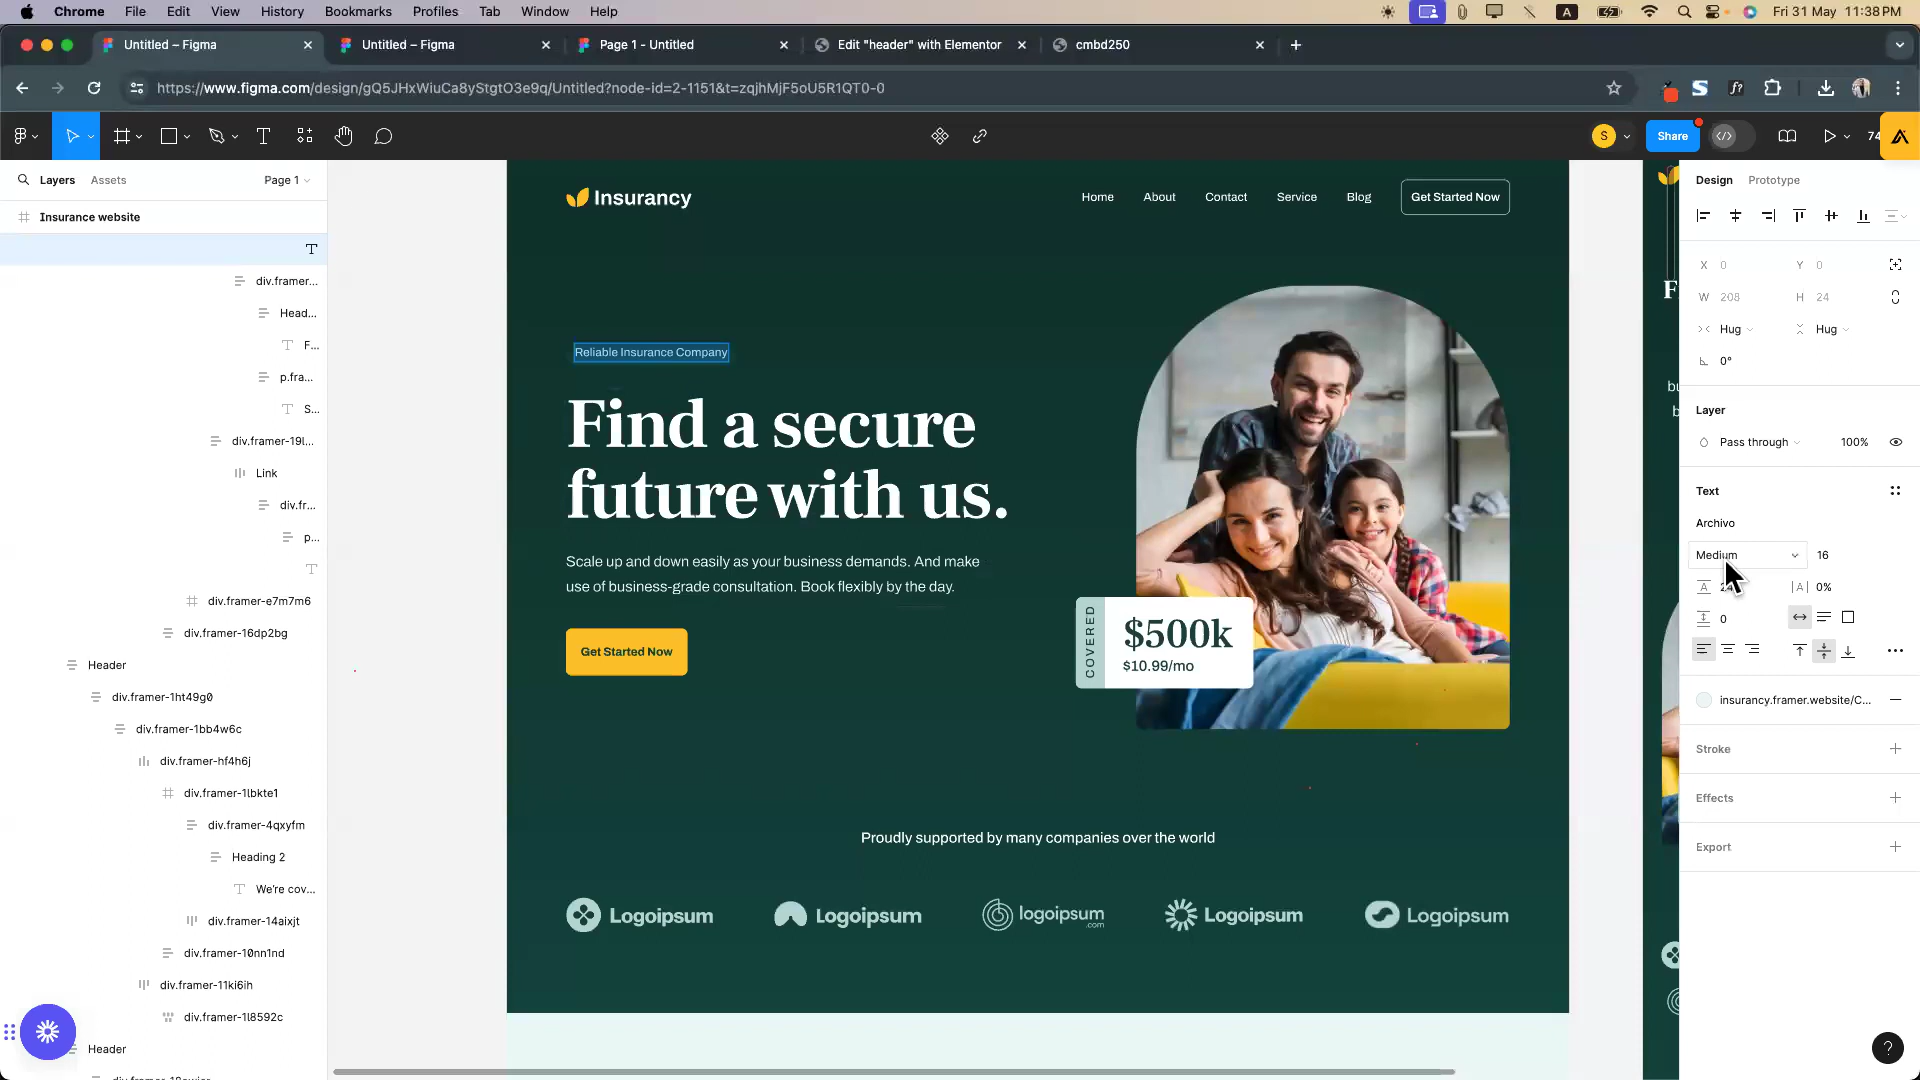 Chrome File Edit View History Bookmarks Profiles Tab Window Help
A Fri 31 May 11:38 PM
Untitled – Figma
Untitled – Figma
Page 1 - Untitled
Edit "header" with Elementor
cmbd250
https://www.figma.com/design/gQ5JHxWiuCa8yStgtO3e9q/Untitled?node-id=2-1151&t=zqjhMjF5oU5R1QT0-0
S
Share
Layers
Assets
Page 1
Insurance website
div.framer...
Head...
F...
p.fra...
S...
div.framer-19l...
Link
div.fr...
p...
div.framer-e7m7m6
div.framer-16dp2bg
Header
div.framer-1ht49g0
div.framer-1bb4w6c
div.framer-hf4h6j
div.framer-1lbkte1
div.framer-4qxyfm
Heading 2
We're cov...
div.framer-14aixjt
div.framer-10nn1nd
div.framer-11ki6ih
div.framer-1l8592c
Header
Insurancy
Home
About
Contact
Service
Blog
Get Started Now
Reliable Insurance Company
Find a secure
future with us.
Scale up and down easily as your business demands. And make
use of business-grade consultation. Book flexibly by the day.
Get Started Now
COVERED
$500k
$10.99/mo
Proudly supported by many companies over the world
Logoipsum
Logoipsum
logoipsum
.com
Logoipsum
Logoipsum
Design
Prototype
X 0
Y 0
W 208
H 24
Hug
Hug
0°
Layer
Pass through
100%
Text
Archivo
Medium
16
0%
0
insurancy.framer.website/C...
Stroke
Effects
Export
?